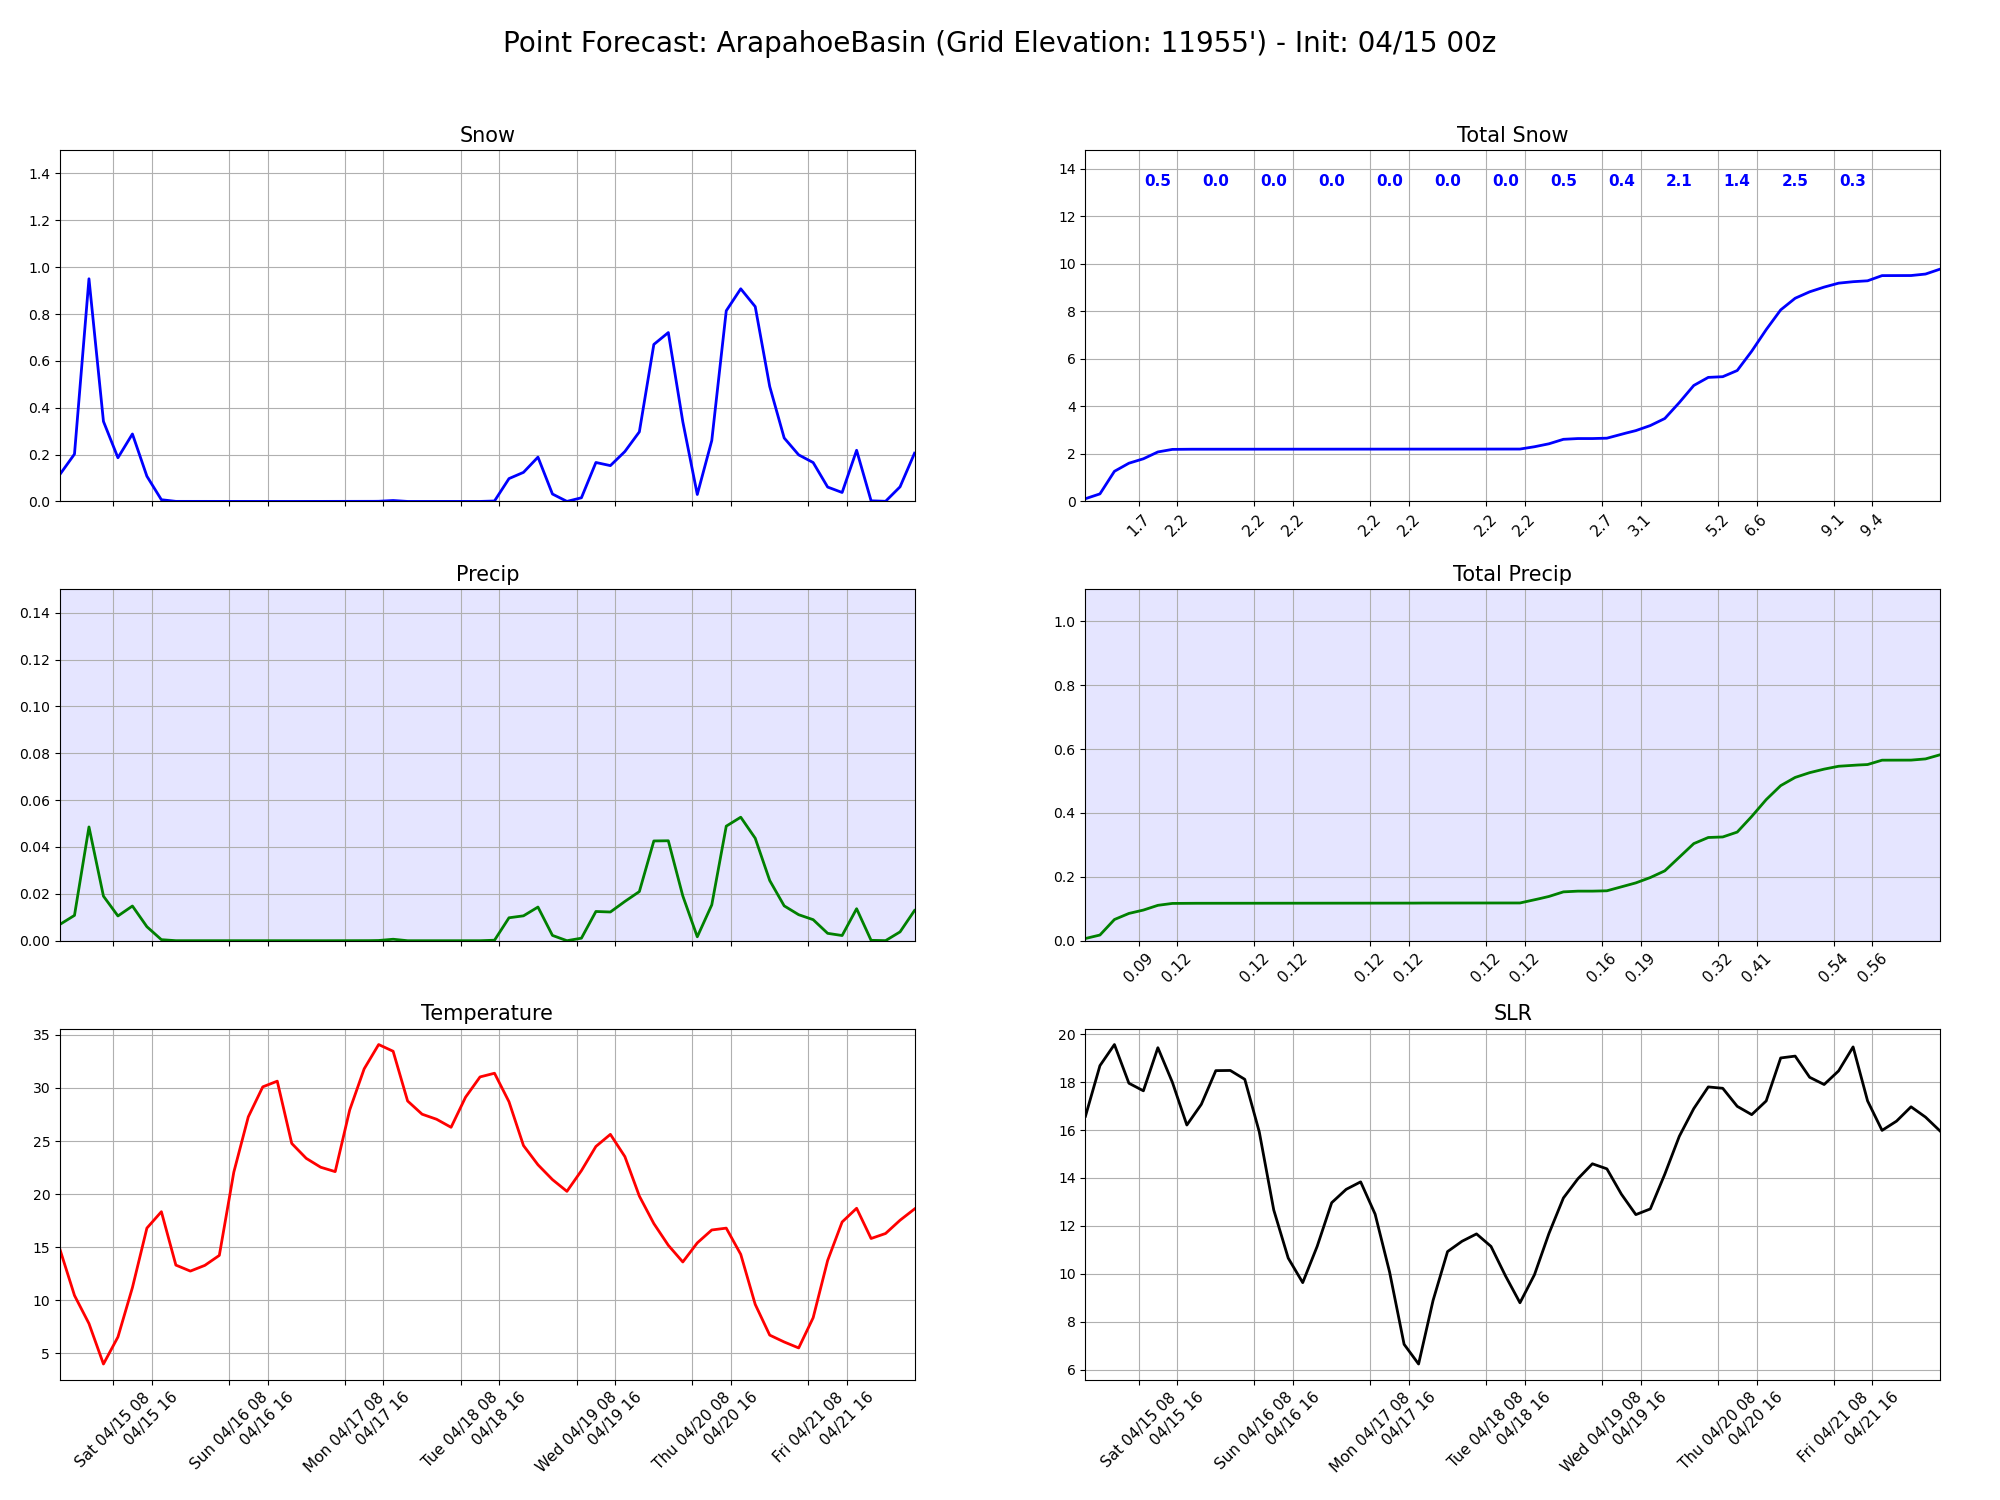 Point Forecast: ArapahoeBasin (Grid Elevation: 11955') - Init: 04/15 00z
Snow
1.4
1.2
1.0
0.8
0.6
0.4
0.2
0.0
Total Snow
0.5 0.0 0.0 0.0 0.0 0.0 0.0 0.5 0.4 2.1 1.4 2.5 0.3
14
12
10
8
6
4
2
0
1.7 2.2 2.2 2.2 2.2 2.2 2.2 2.2 2.7 3.1 5.2 6.6 9.1 9.4
Precip
0.14
0.12
0.10
0.08
0.06
0.04
0.02
0.00
Total Precip
1.0
0.8
0.6
0.4
0.2
0.0
0.09 0.12 0.12 0.12 0.12 0.12 0.12 0.12 0.16 0.19 0.32 0.41 0.54 0.56
Temperature
35
30
25
20
15
10
5
Sat 04/15 08
04/15 16
Sun 04/16 08
04/16 16
Mon 04/17 08
04/17 16
Tue 04/18 08
04/18 16
Wed 04/19 08
04/19 16
Thu 04/20 08
04/20 16
Fri 04/21 08
04/21 16
SLR
20
18
16
14
12
10
8
6
Sat 04/15 08
04/15 16
Sun 04/16 08
04/16 16
Mon 04/17 08
04/17 16
Tue 04/18 08
04/18 16
Wed 04/19 08
04/19 16
Thu 04/20 08
04/20 16
Fri 04/21 08
04/21 16